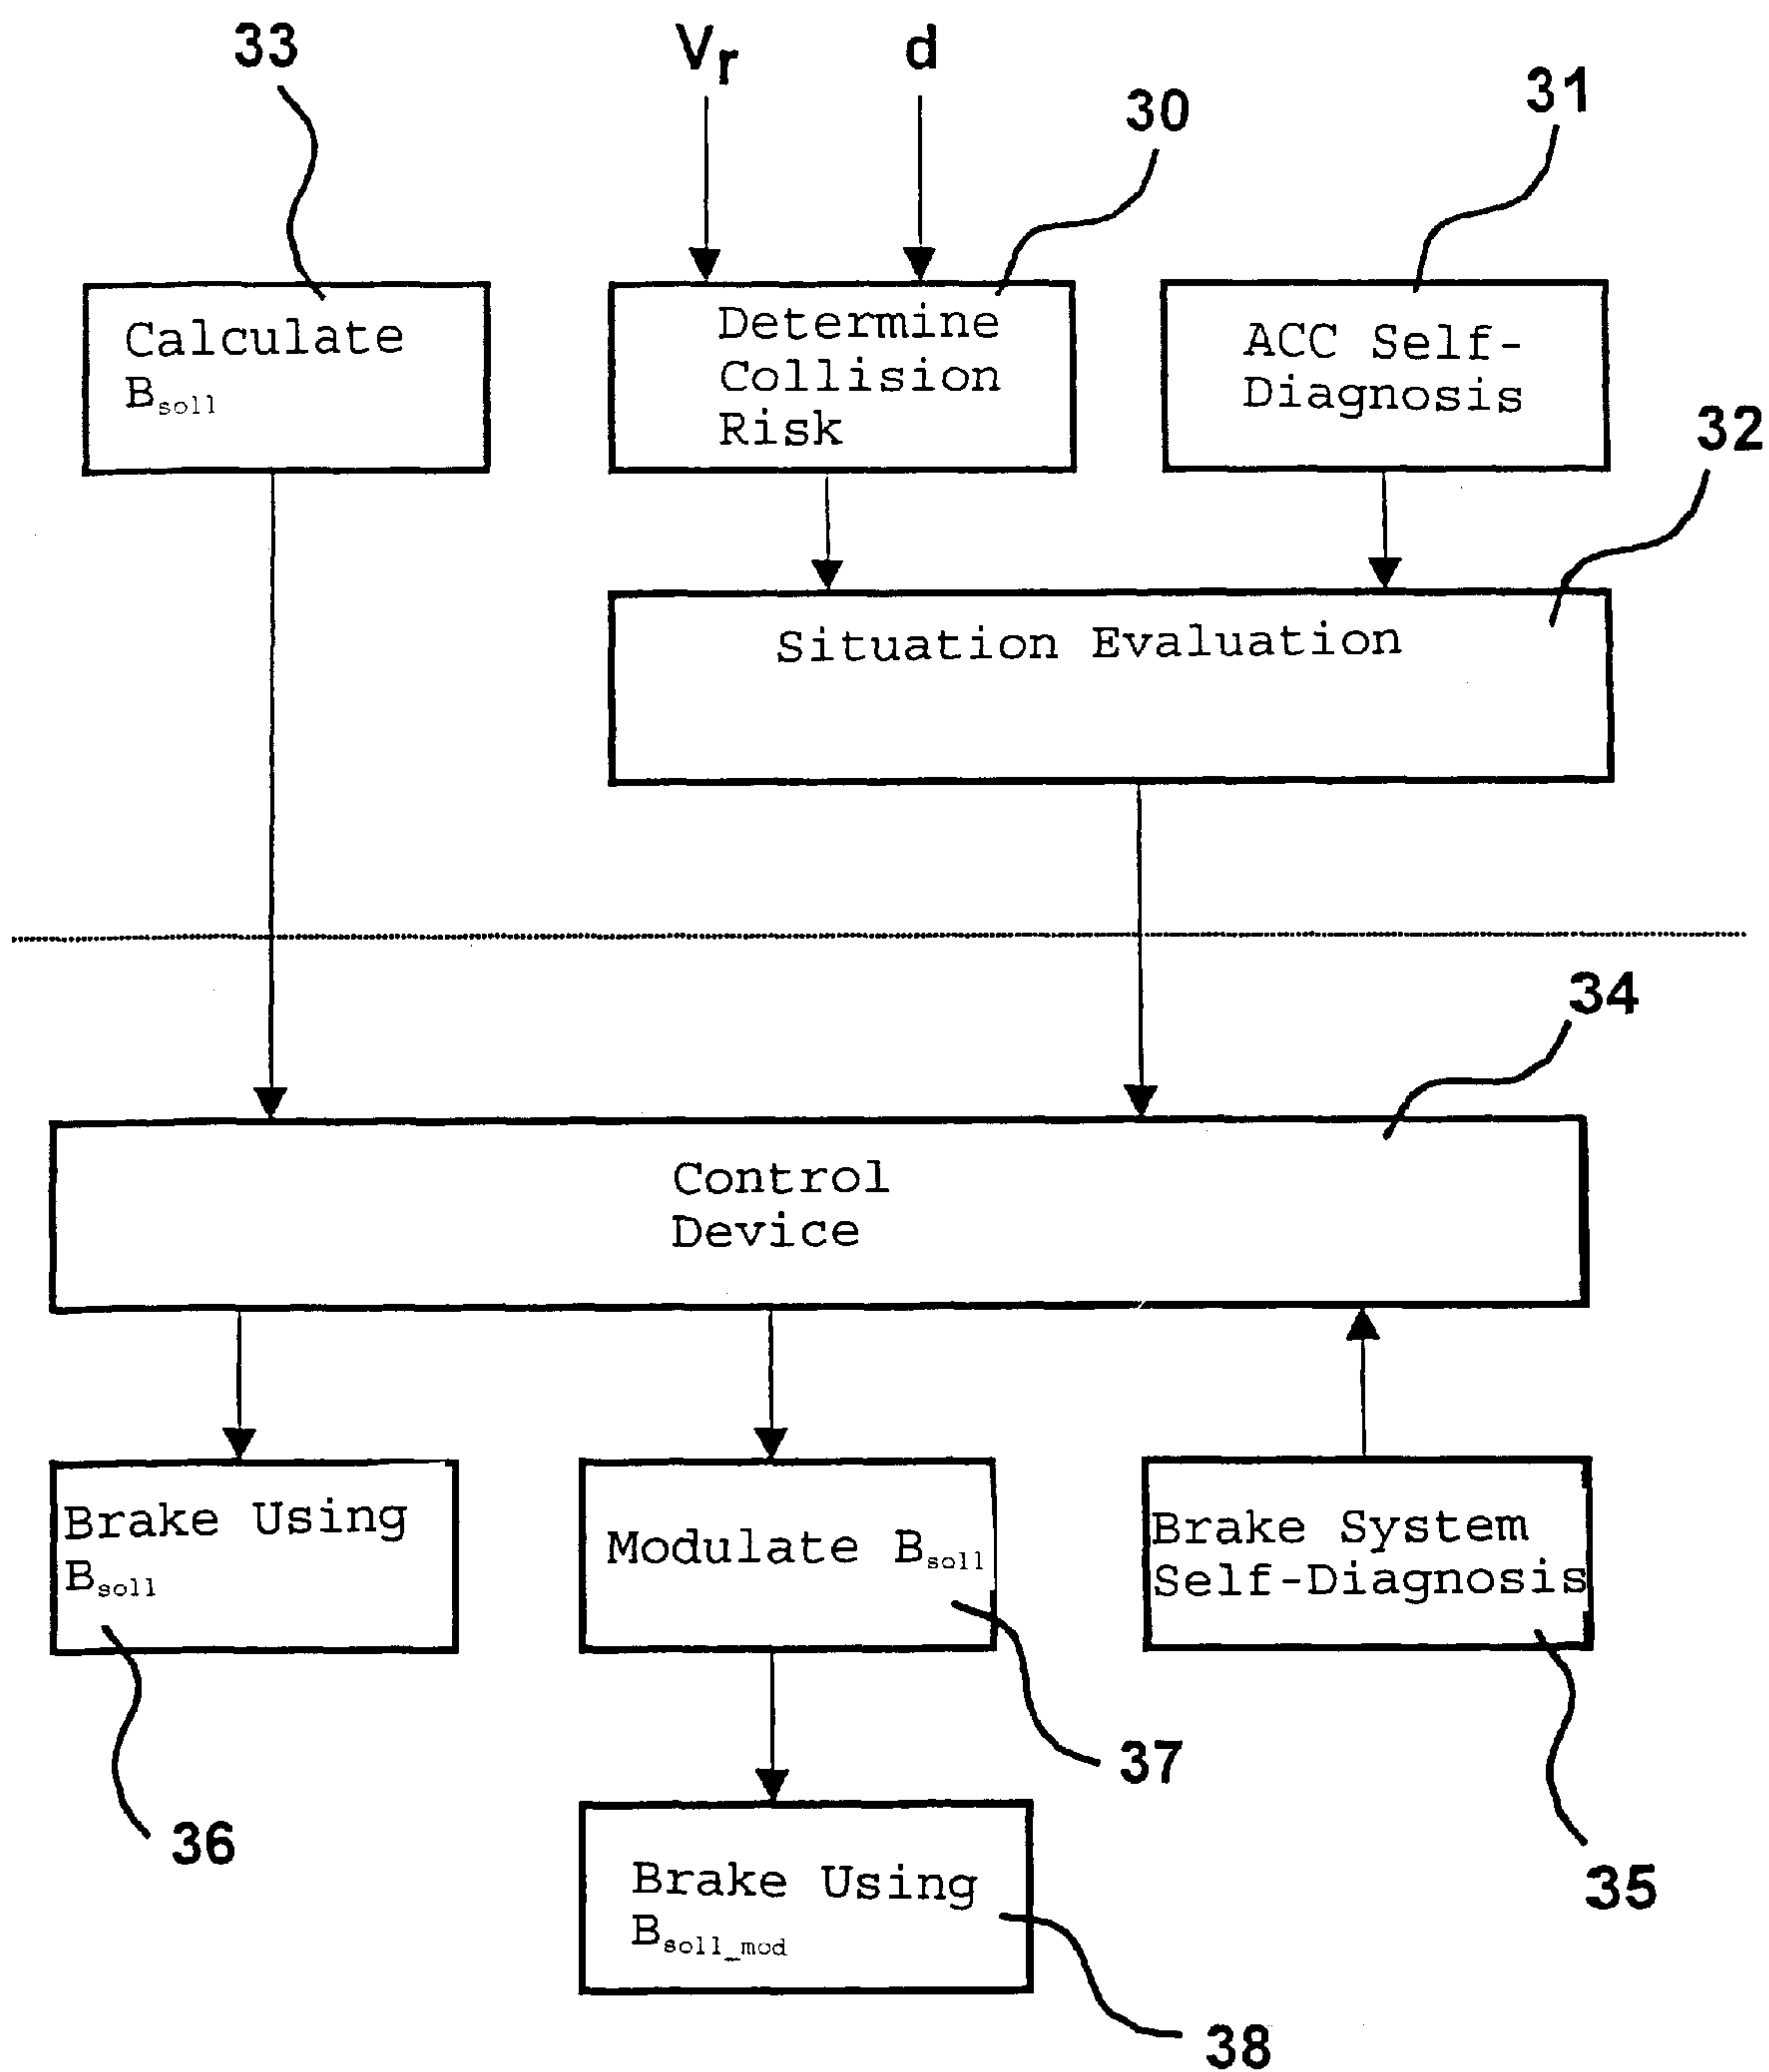 33
Vr
d
30
31
Calculate
Bsoll
Determine
Collision
Risk
ACC Self-
Diagnosis
32
Situation Evaluation
34
Control
Device
Brake Using
Bsoll
Modulate Bsoll
Brake System
Self-Diagnosis
37
36
35
Brake Using
Bsoll_mod
38